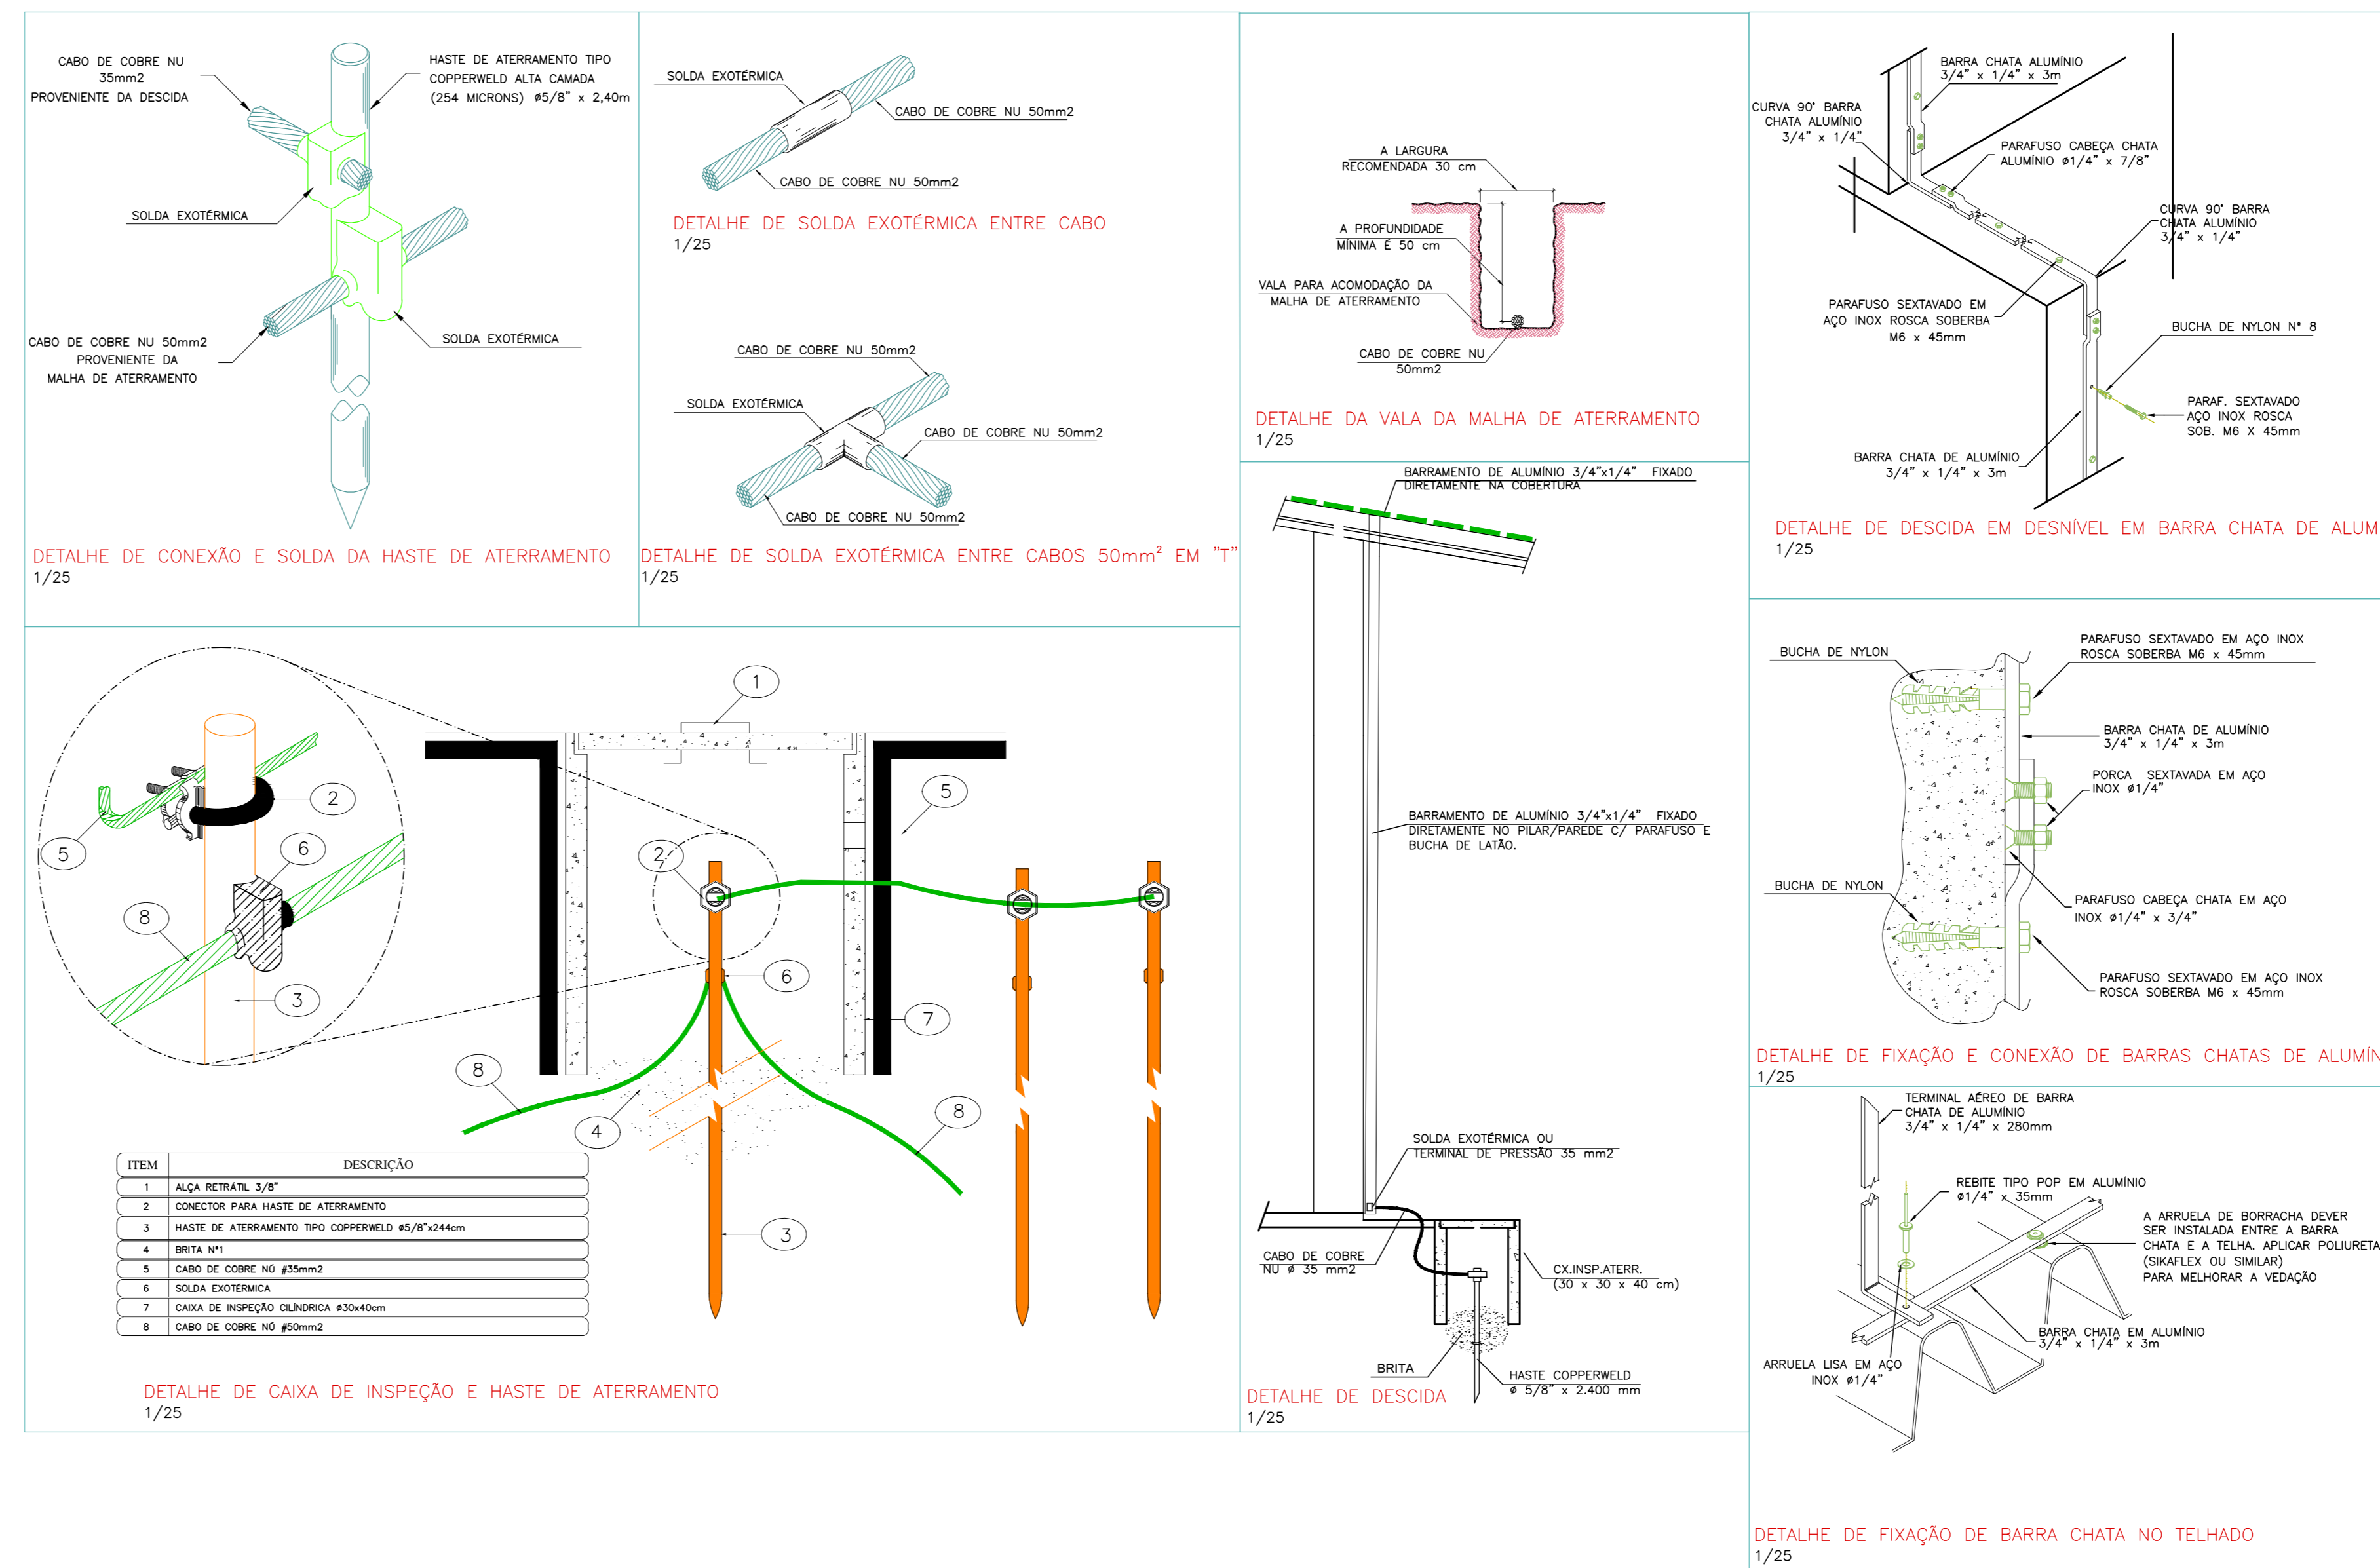 CABO DE COBRE NU
35mm2
PROVENIENTE DA DESCIDA
HASTE DE ATERRAMENTO TIPO
COPPERWELD ALTA CAMADA
(254 MICRONS) ø5/8" x 2,40m
SOLDA EXOTÉRMICA
CABO DE COBRE NU 50mm2
PROVENIENTE DA
MALHA DE ATERRAMENTO
SOLDA EXOTÉRMICA
DETALHE DE CONEXÃO E SOLDA DA HASTE DE ATERRAMENTO
1/25
SOLDA EXOTÉRMICA
CABO DE COBRE NU 50mm2
CABO DE COBRE NU 50mm2
DETALHE DE SOLDA EXOTÉRMICA ENTRE CABO
1/25
CABO DE COBRE NU 50mm2
SOLDA EXOTÉRMICA
CABO DE COBRE NU 50mm2
CABO DE COBRE NU 50mm2
DETALHE DE SOLDA EXOTÉRMICA ENTRE CABOS 50mm² EM "T"
1/25
A LARGURA
RECOMENDADA 30 cm
A PROFUNDIDADE
MÍNIMA É 50 cm
VALA PARA ACOMODAÇÃO DA
MALHA DE ATERRAMENTO
CABO DE COBRE NU
50mm2
DETALHE DA VALA DA MALHA DE ATERRAMENTO
1/25
BARRA CHATA ALUMÍNIO
3/4" x 1/4" x 3m
CURVA 90° BARRA
CHATA ALUMÍNIO
3/4" x 1/4"
PARAFUSO CABEÇA CHATA
ALUMÍNIO ø1/4" x 7/8"
CURVA 90° BARRA
CHATA ALUMÍNIO
3/4" x 1/4"
PARAFUSO SEXTAVADO EM
AÇO INOX ROSCA SOBERBA
M6 x 45mm
BUCHA DE NYLON N° 8
PARAF. SEXTAVADO
AÇO INOX ROSCA
SOB. M6 X 45mm
BARRA CHATA DE ALUMÍNIO
3/4" x 1/4" x 3m
DETALHE DE DESCIDA EM DESNÍVEL EM BARRA CHATA DE ALUM
1/25
1
2
5
6
8
3
2
5
6
7
8
4
8
3
ITEM DESCRIÇÃO
1 ALÇA RETRÁTIL 3/8"
2 CONECTOR PARA HASTE DE ATERRAMENTO
3 HASTE DE ATERRAMENTO TIPO COPPERWELD ø5/8"x244cm
4 BRITA N°1
5 CABO DE COBRE NÚ #35mm2
6 SOLDA EXOTÉRMICA
7 CAIXA DE INSPEÇÃO CILÍNDRICA ø30x40cm
8 CABO DE COBRE NÚ #50mm2
DETALHE DE CAIXA DE INSPEÇÃO E HASTE DE ATERRAMENTO
1/25
BARRAMENTO DE ALUMÍNIO 3/4"x1/4" FIXADO
DIRETAMENTE NA COBERTURA
BARRAMENTO DE ALUMÍNIO 3/4"x1/4" FIXADO
DIRETAMENTE NO PILAR/PAREDE C/ PARAFUSO E
BUCHA DE LATÃO.
SOLDA EXOTÉRMICA OU
TERMINAL DE PRESSÃO 35 mm2
CABO DE COBRE
NU ø 35 mm2
CX.INSP.ATERR.
(30 x 30 x 40 cm)
BRITA
HASTE COPPERWELD
ø 5/8" x 2.400 mm
DETALHE DE DESCIDA
1/25
BUCHA DE NYLON
PARAFUSO SEXTAVADO EM AÇO INOX
ROSCA SOBERBA M6 x 45mm
BARRA CHATA DE ALUMÍNIO
3/4" x 1/4" x 3m
PORCA SEXTAVADA EM AÇO
INOX ø1/4"
BUCHA DE NYLON
PARAFUSO CABEÇA CHATA EM AÇO
INOX ø1/4" x 3/4"
PARAFUSO SEXTAVADO EM AÇO INOX
ROSCA SOBERBA M6 x 45mm
DETALHE DE FIXAÇÃO E CONEXÃO DE BARRAS CHATAS DE ALUMÍN
1/25
TERMINAL AÉREO DE BARRA
CHATA DE ALUMÍNIO
3/4" x 1/4" x 280mm
REBITE TIPO POP EM ALUMÍNIO
ø1/4" x 35mm
A ARRUELA DE BORRACHA DEVER
SER INSTALADA ENTRE A BARRA
CHATA E A TELHA. APLICAR POLIURETA
(SIKAFLEX OU SIMILAR)
PARA MELHORAR A VEDAÇÃO
BARRA CHATA EM ALUMÍNIO
3/4" x 1/4" x 3m
ARRUELA LISA EM AÇO
INOX ø1/4"
DETALHE DE FIXAÇÃO DE BARRA CHATA NO TELHADO
1/25